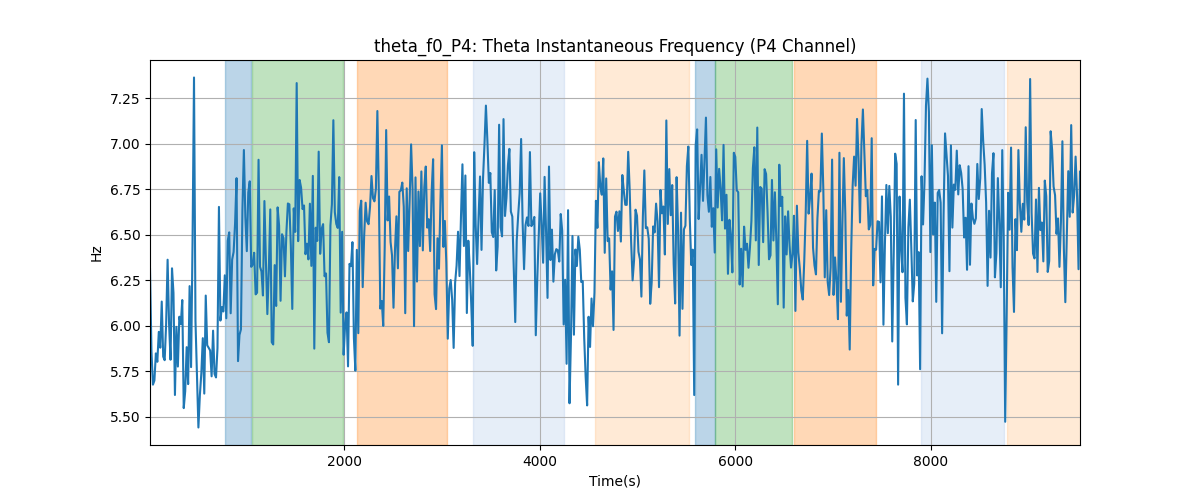 theta_f0_P4: Theta Instantaneous Frequency (P4 Channel)
7.25
7.00
6.75
6.50
6.25
6.00
5.75
5.50
Hz
2000 4000 6000 8000
Time(s)